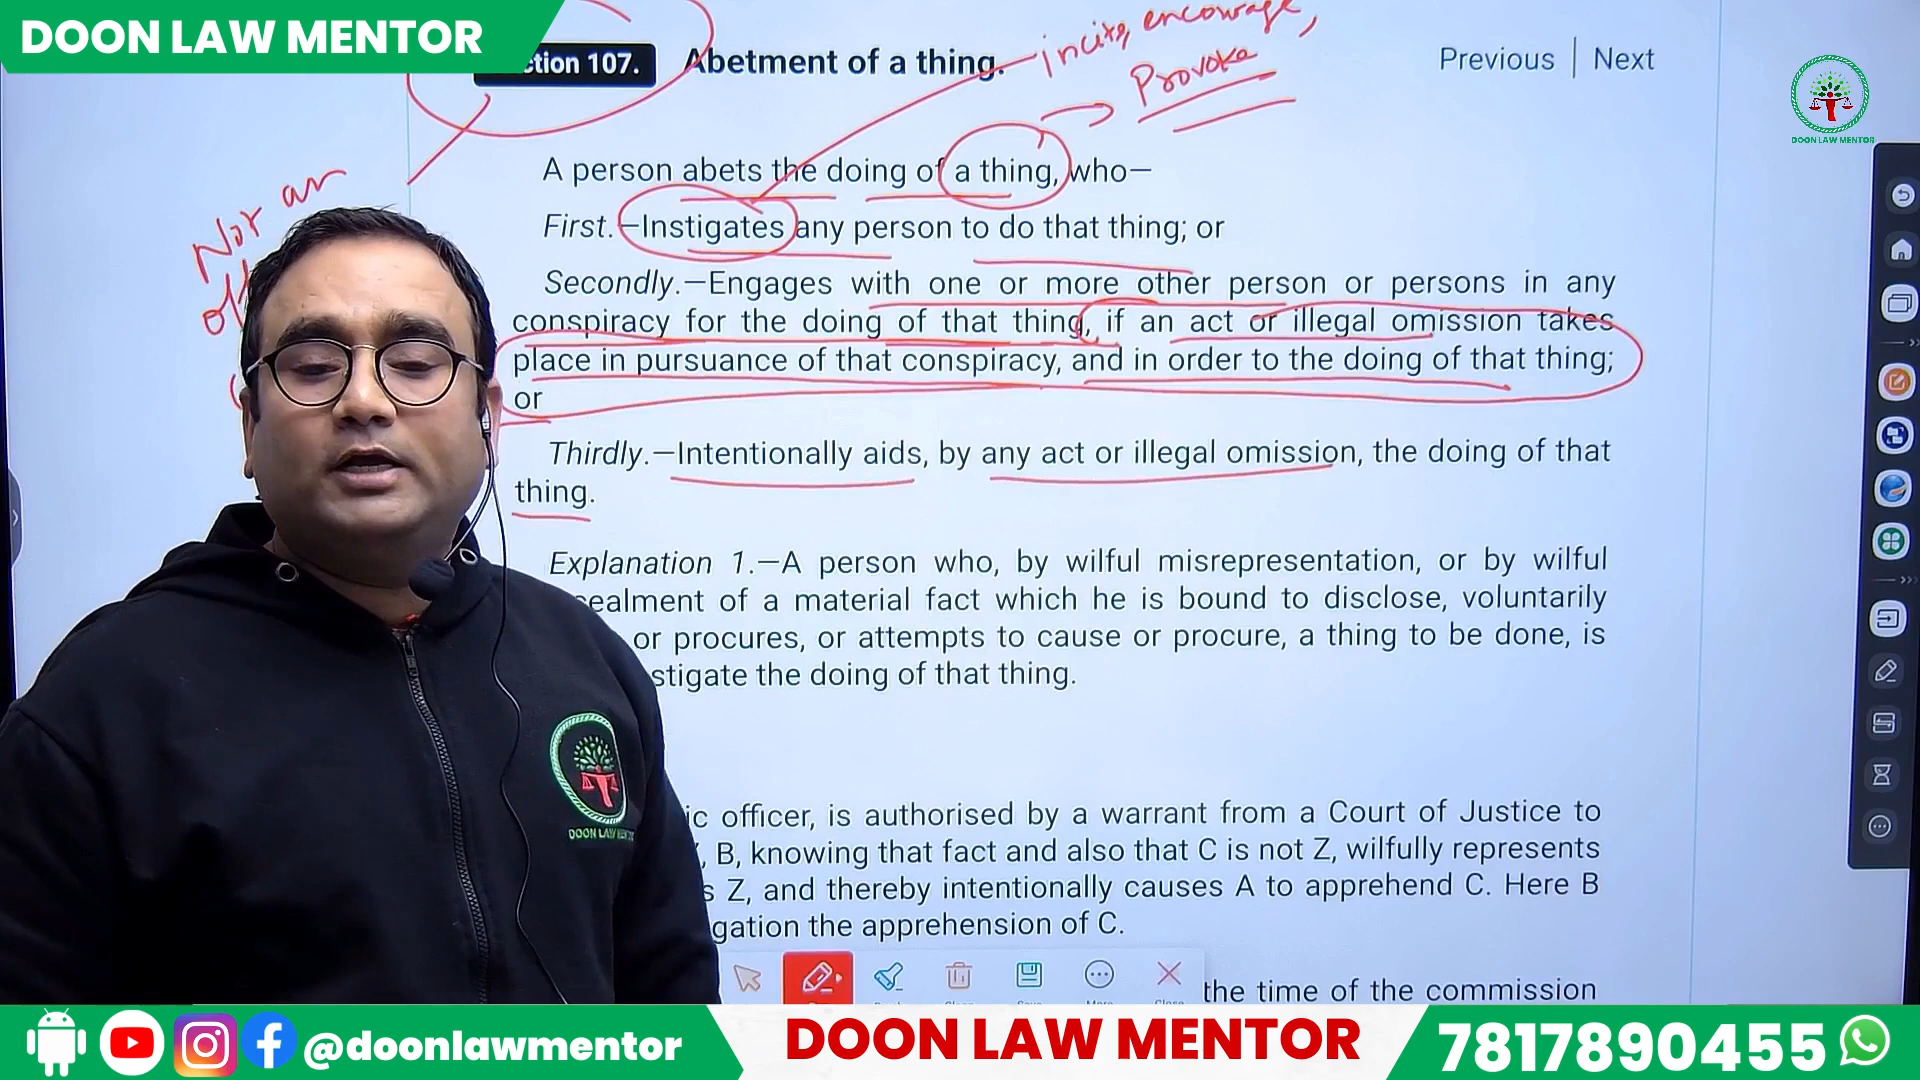 DOON LAW MENTOR
ction 107. Abetment of a thing.
incite, encourage,
Provoke
Previous | Next
DOON LAW MENTOR
A person abets the doing of a thing, who—
Not an
First.—Instigates any person to do that thing; or
Secondly.—Engages with one or more other person or persons in any
conspiracy for the doing of that thing, if an act or illegal omission takes
place in pursuance of that conspiracy, and in order to the doing of that thing;
or
Thirdly.—Intentionally aids, by any act or illegal omission, the doing of that
thing.
Explanation 1.—A person who, by wilful misrepresentation, or by wilful
sealment of a material fact which he is bound to disclose, voluntarily
or procures, or attempts to cause or procure, a thing to be done, is
stigate the doing of that thing.
ic officer, is authorised by a warrant from a Court of Justice to
, B, knowing that fact and also that C is not Z, wilfully represents
s Z, and thereby intentionally causes A to apprehend C. Here B
gation the apprehension of C.
DOON LAW
the time of the commission
@doonlawmentor
DOON LAW MENTOR
7817890455